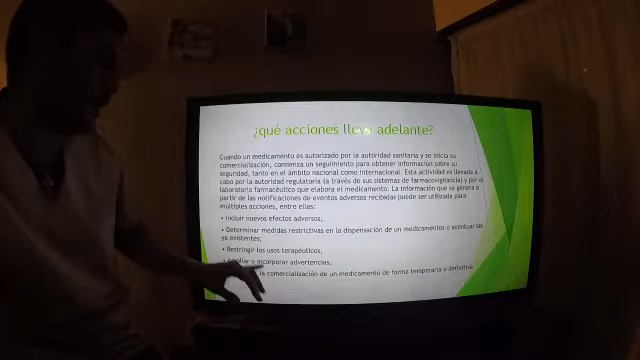 ¿qué acciones lleva adelante?
Cuando un medicamento es autorizado por la autoridad sanitaria y se inicia su
comercialización, comienza un seguimiento para obtener información sobre su
seguridad, tanto en el ámbito nacional como internacional. Esta actividad es llevada a
cabo por la autoridad regulatoria (a través de sus sistemas de farmacovigilancia) y por el
laboratorio farmacéutico que elabora el medicamento. La información que se genera a
partir de las notificaciones de eventos adversos recibidas puede ser utilizada para
múltiples acciones, entre ellas:
• Incluir nuevos efectos adversos,
• Determinar medidas restrictivas en la dispensación de un medicamentos o acentuar las
ya existentes;
• Restringir los usos terapéuticos,
• Ampliar o incorporar advertencias,
la comercialización de un medicamento de forma temporaria o definitiva